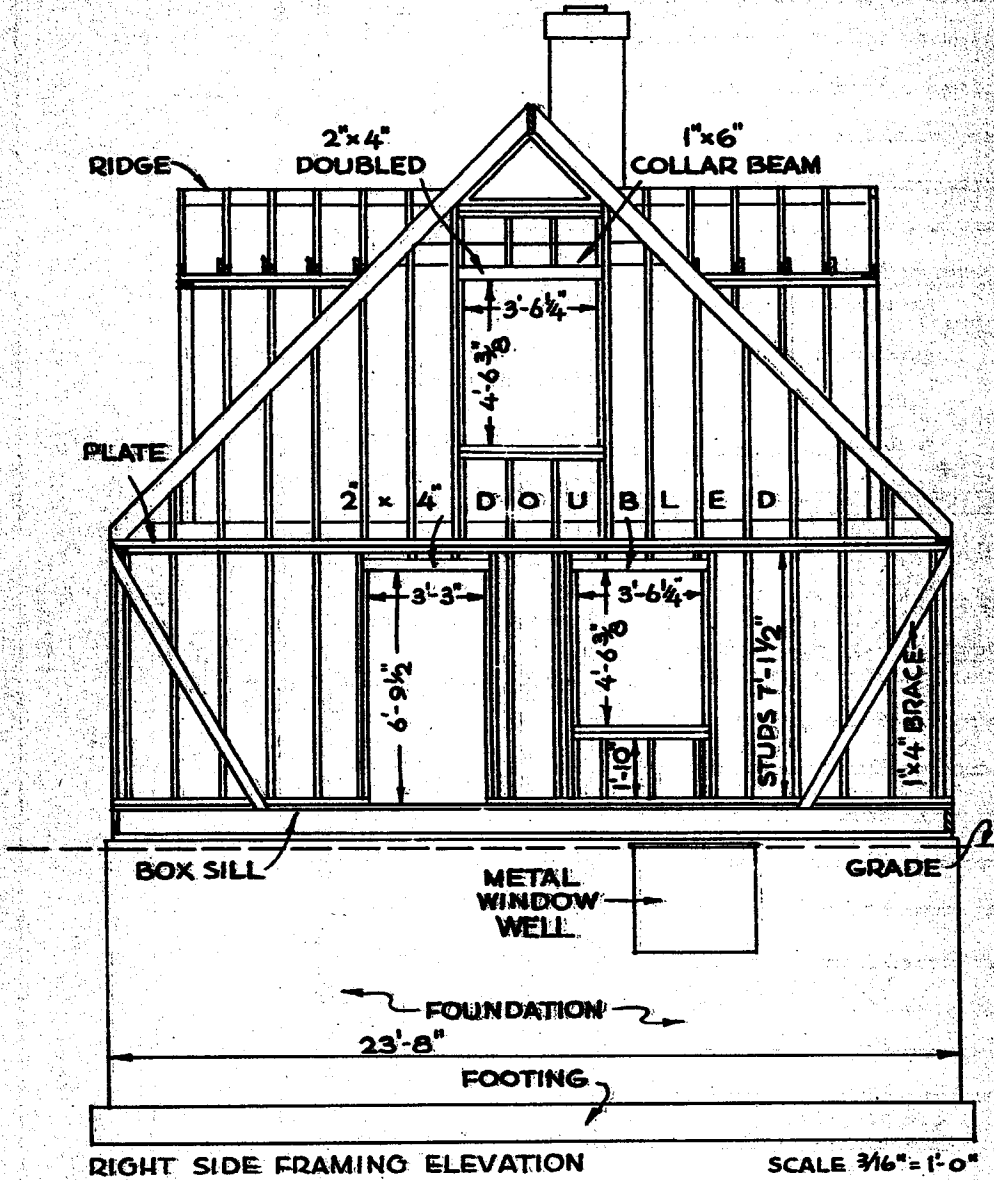 2"x4"
DOUBLED
1"x6"
COLLAR BEAM
RIDGE
3'-6¼"
4'-6⅜"
PLATE
2" x 4" DOUBLED
3'-3"
3'-6¼"
6'-9½"
4'-6⅜"
1'-10"
STUDS 7'-1½"
1"x4" BRACE
BOX SILL
GRADE
METAL
WINDOW
WELL
FOUNDATION
23'-8"
FOOTING
RIGHT SIDE FRAMING ELEVATION
SCALE 3/16" = 1'-0"